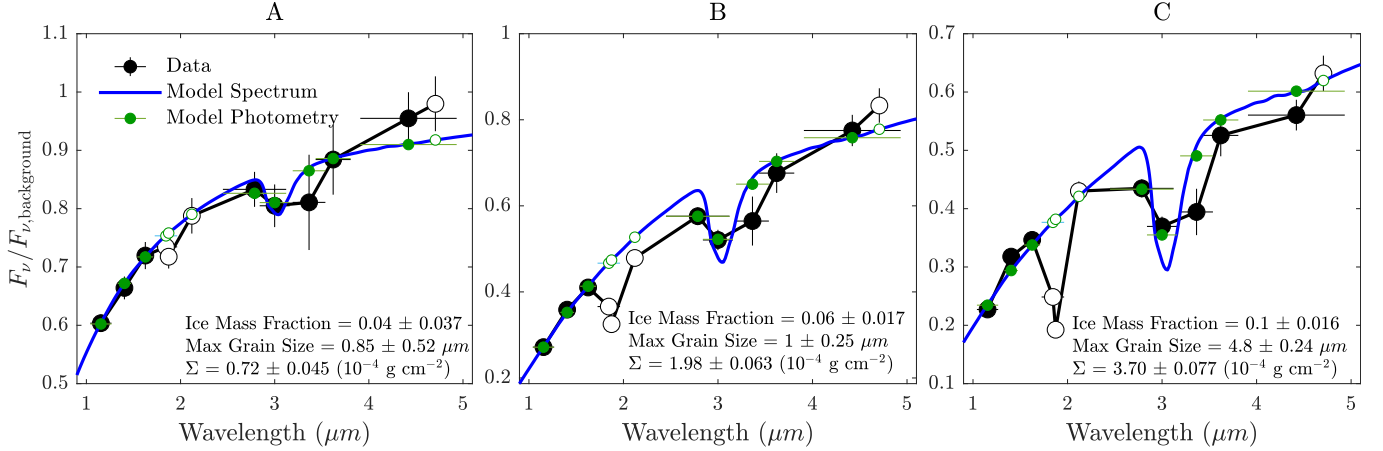 A
B
C
1.1
1
0.9
0.8
0.7
0.6
0.5
1
0.8
0.6
0.4
0.2
0.7
0.6
0.5
0.4
0.3
0.2
0.1
F_ν/F_ν,background
Data
Model Spectrum
Model Photometry
Ice Mass Fraction = 0.04 ± 0.037
Max Grain Size = 0.85 ± 0.52 μm
Σ = 0.72 ± 0.045 (10⁻⁴ g cm⁻²)
Ice Mass Fraction = 0.06 ± 0.017
Max Grain Size = 1 ± 0.25 μm
Σ = 1.98 ± 0.063 (10⁻⁴ g cm⁻²)
Ice Mass Fraction = 0.1 ± 0.016
Max Grain Size = 4.8 ± 0.24 μm
Σ = 3.70 ± 0.077 (10⁻⁴ g cm⁻²)
1 2 3 4 5
1 2 3 4 5
1 2 3 4 5
Wavelength (μm)
Wavelength (μm)
Wavelength (μm)